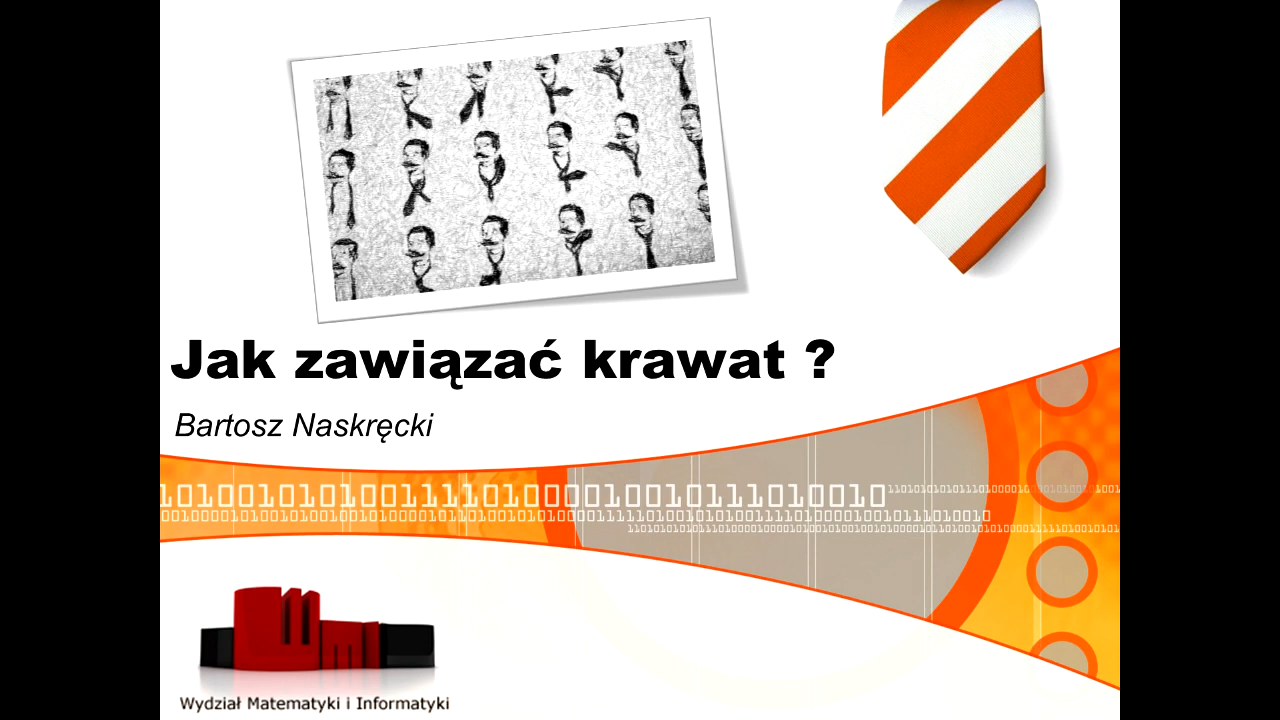 Jak zawiązać krawat ?
Bartosz Naskręcki
Wydział Matematyki i Informatyki